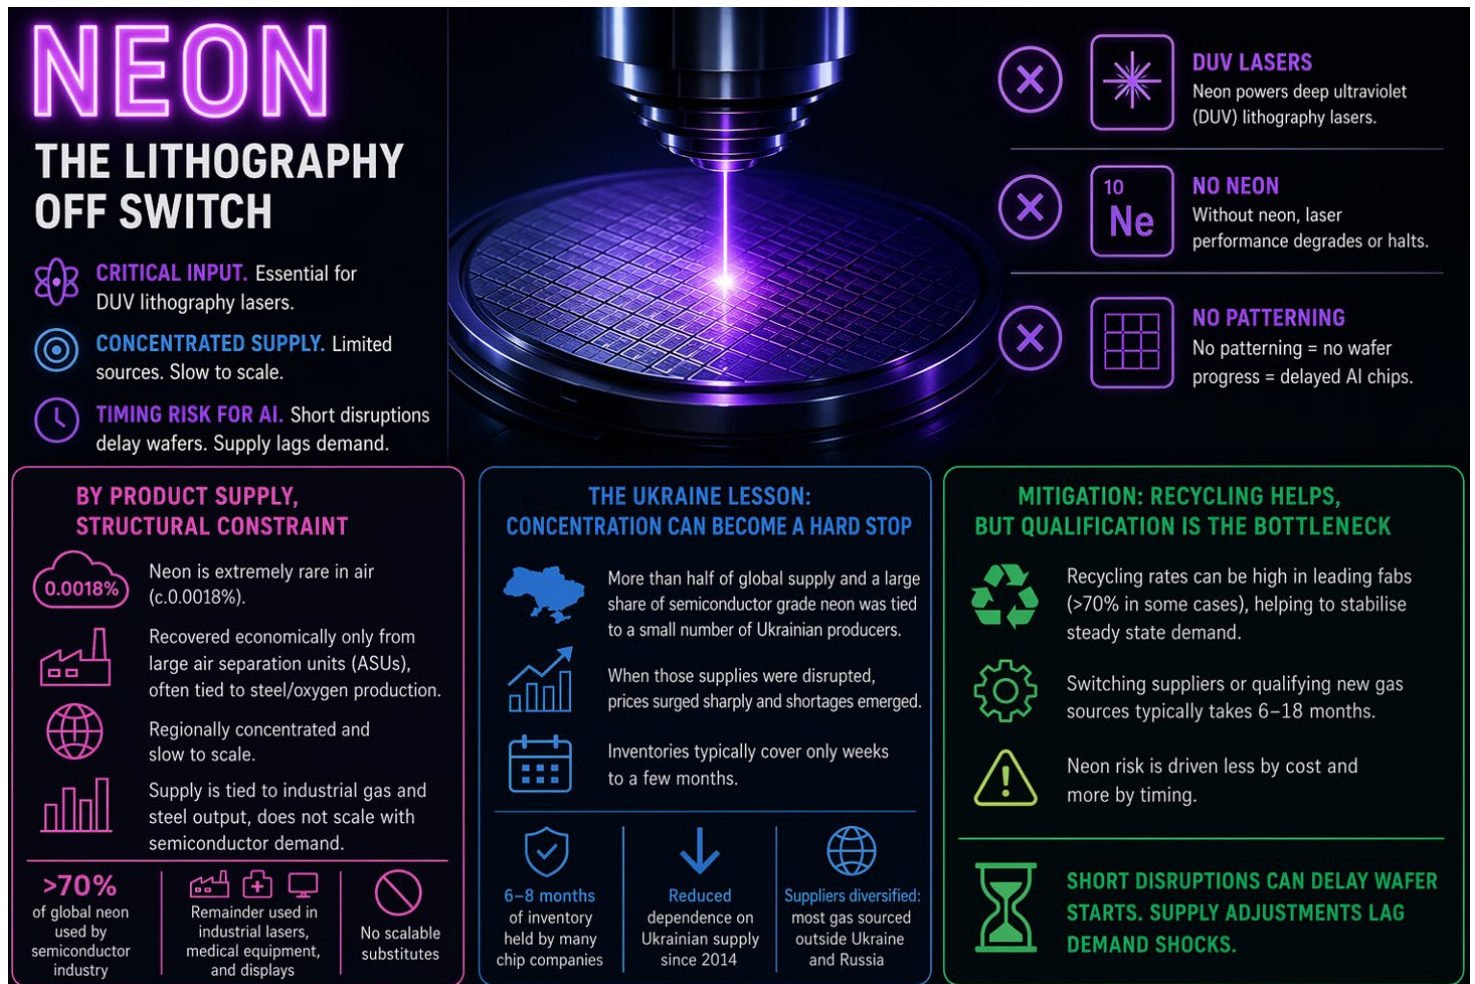 NEON
THE LITHOGRAPHY
OFF SWITCH
CRITICAL INPUT. Essential for
DUV lithography lasers.
CONCENTRATED SUPPLY. Limited
sources. Slow to scale.
TIMING RISK FOR AI. Short disruptions
delay wafers. Supply lags demand.
DUV LASERS
Neon powers deep ultraviolet
(DUV) lithography lasers.
10
Ne
NO NEON
Without neon, laser
performance degrades or halts.
NO PATTERNING
No patterning = no wafer
progress = delayed AI chips.
BY PRODUCT SUPPLY,
STRUCTURAL CONSTRAINT
0.0018%
Neon is extremely rare in air
(c.0.0018%).
Recovered economically only from
large air separation units (ASUs),
often tied to steel/oxygen production.
Regionally concentrated and
slow to scale.
Supply is tied to industrial gas and
steel output, does not scale with
semiconductor demand.
>70%
of global neon
used by
semiconductor
industry
Remainder used in
industrial lasers,
medical equipment,
and displays
No scalable
substitutes
THE UKRAINE LESSON:
CONCENTRATION CAN BECOME A HARD STOP
More than half of global supply and a large
share of semiconductor grade neon was tied
to a small number of Ukrainian producers.
When those supplies were disrupted,
prices surged sharply and shortages emerged.
Inventories typically cover only weeks
to a few months.
6–8 months
of inventory
held by many
chip companies
Reduced
dependence on
Ukrainian supply
since 2014
Suppliers diversified:
most gas sourced
outside Ukraine
and Russia
MITIGATION: RECYCLING HELPS,
BUT QUALIFICATION IS THE BOTTLENECK
Recycling rates can be high in leading fabs
(>70% in some cases), helping to stabilise
steady state demand.
Switching suppliers or qualifying new gas
sources typically takes 6–18 months.
Neon risk is driven less by cost and
more by timing.
SHORT DISRUPTIONS CAN DELAY WAFER
STARTS. SUPPLY ADJUSTMENTS LAG
DEMAND SHOCKS.